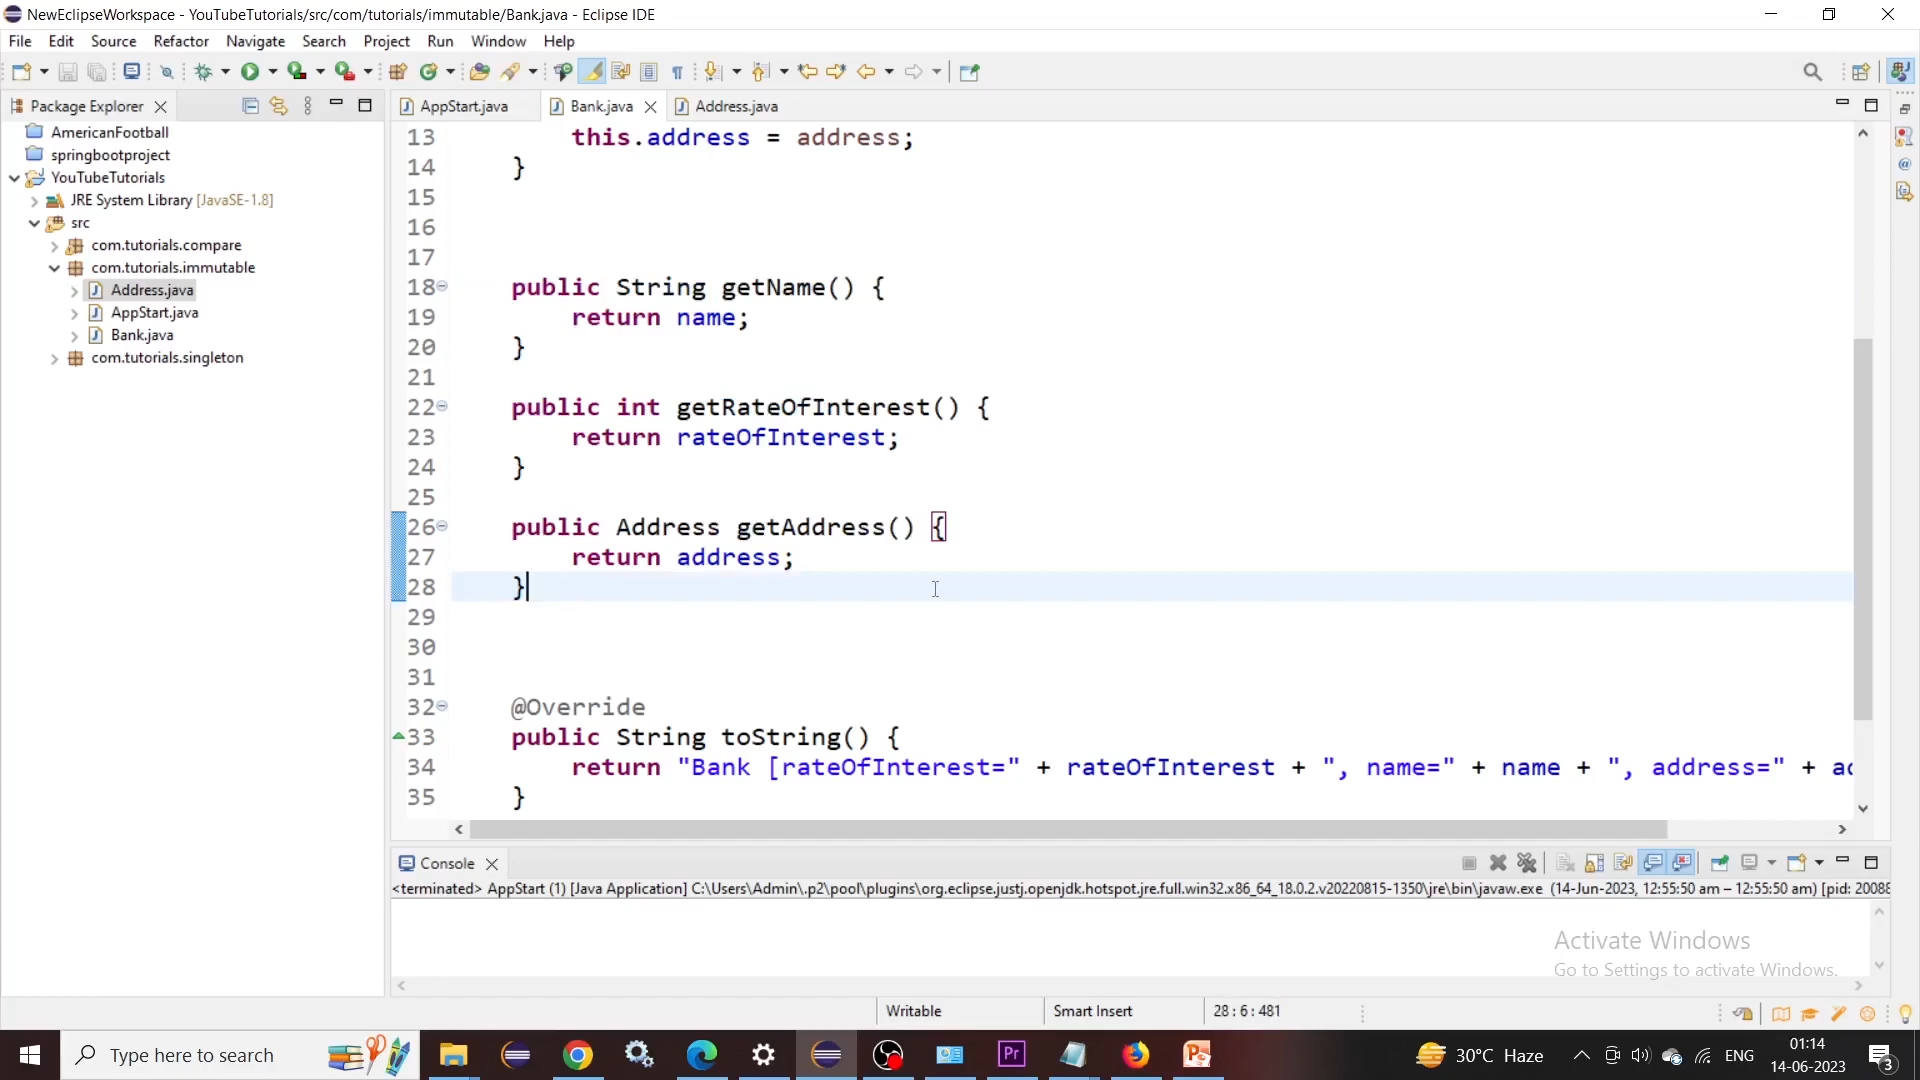 NewEclipseWorkspace - YouTubeTutorials/src/com/tutorials/immutable/Bank.java - Eclipse IDE
File Edit Source Refactor Navigate Search Project Run Window Help
Package Explorer
AmericanFootball
springbootproject
YouTubeTutorials
JRE System Library [JavaSE-1.8]
src
com.tutorials.compare
com.tutorials.immutable
Address.java
AppStart.java
Bank.java
com.tutorials.singleton
AppStart.java Bank.java Address.java
13 this.address = address;
14 }
15
16
17
18 public String getName() {
19 return name;
20 }
21
22 public int getRateOfInterest() {
23 return rateOfInterest;
24 }
25
26 public Address getAddress() {
27 return address;
28 }
29
30
31
32 @Override
33 public String toString() {
34 return "Bank [rateOfInterest=" + rateOfInterest + ", name=" + name + ", address=" + ad
35 }
Console
<terminated> AppStart (1) [Java Application] C:\Users\Admin\.p2\pool\plugins\org.eclipse.justj.openjdk.hotspot.jre.full.win32.x86_64_18.0.2.v20220815-1350\jre\bin\javaw.exe (14-Jun-2023, 12:55:50 am – 12:55:50 am) [pid: 20088
Activate Windows
Go to Settings to activate Windows.
Writable Smart Insert 28 : 6 : 481
Type here to search
Pr
30°C Haze
ENG
01:14
14-06-2023
3